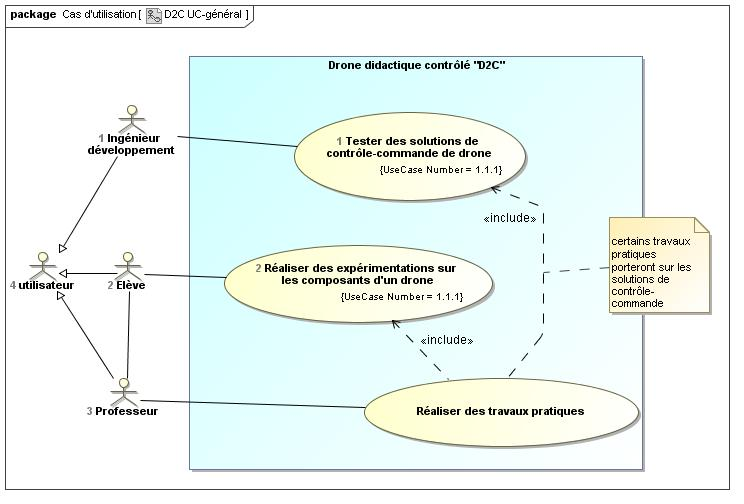 package Cas d'utilisation [ D2C UC-général ]
Drone didactique contrôlé "D2C"
1 Ingénieur
développement
1 Tester des solutions de
contrôle-commande de drone
{UseCase Number = 1.1.1}
«include»
certains travaux
pratiques
porteront sur les
solutions de
contrôle-
commande
4 utilisateur
2 Elève
2 Réaliser des expérimentations sur
les composants d'un drone
{UseCase Number = 1.1.1}
«include»
3 Professeur
Réaliser des travaux pratiques